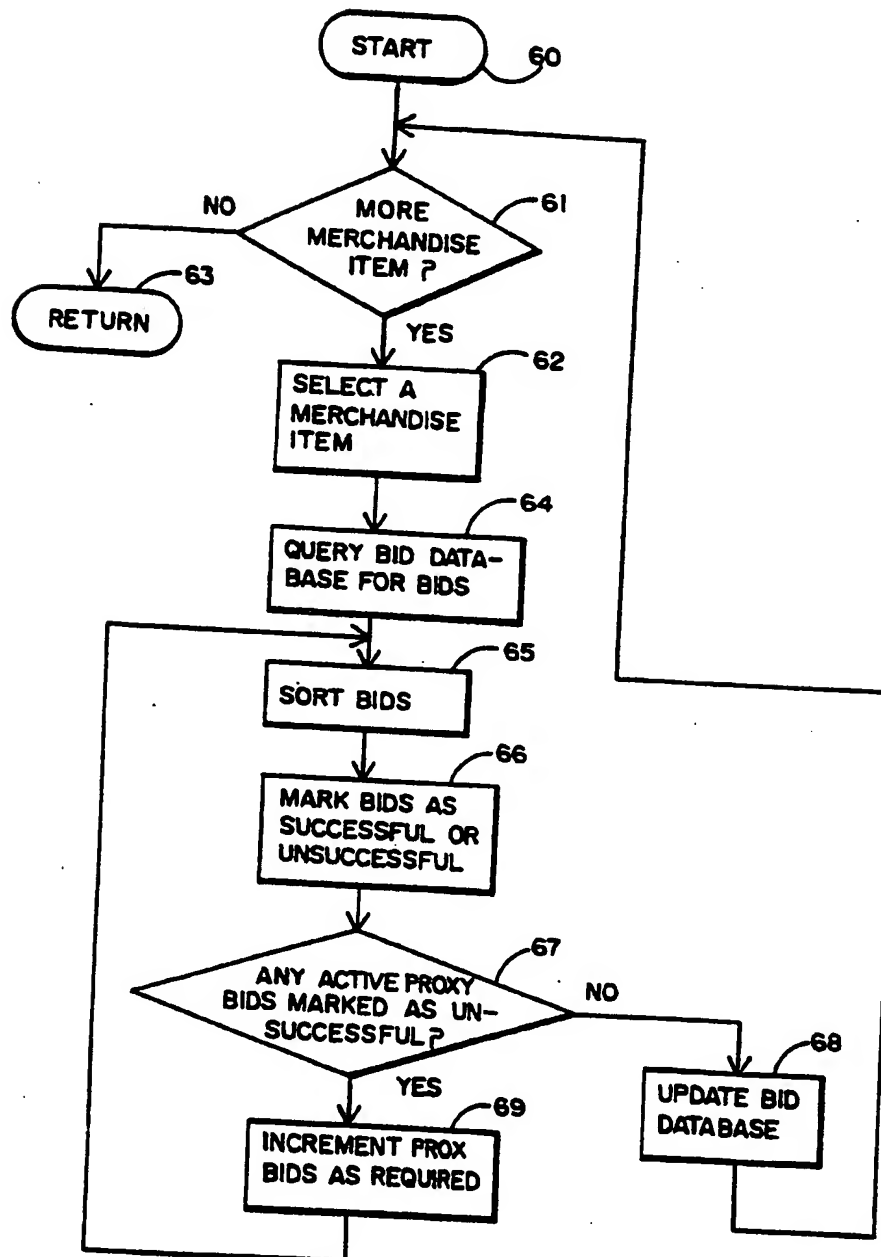 START
60
NO
MORE
MERCHANDISE
ITEM ?
61
63
RETURN
YES
SELECT A
MERCHANDISE
ITEM
62
QUERY BID DATA-
BASE FOR BIDS
64
SORT BIDS
65
MARK BIDS AS
SUCCESSFUL OR
UNSUCCESSFUL
66
ANY ACTIVE PROXY
BIDS MARKED AS UN-
SUCCESSFUL?
67
NO
YES
UPDATE BID
DATABASE
68
INCREMENT PROX
BIDS AS REQUIRED
69